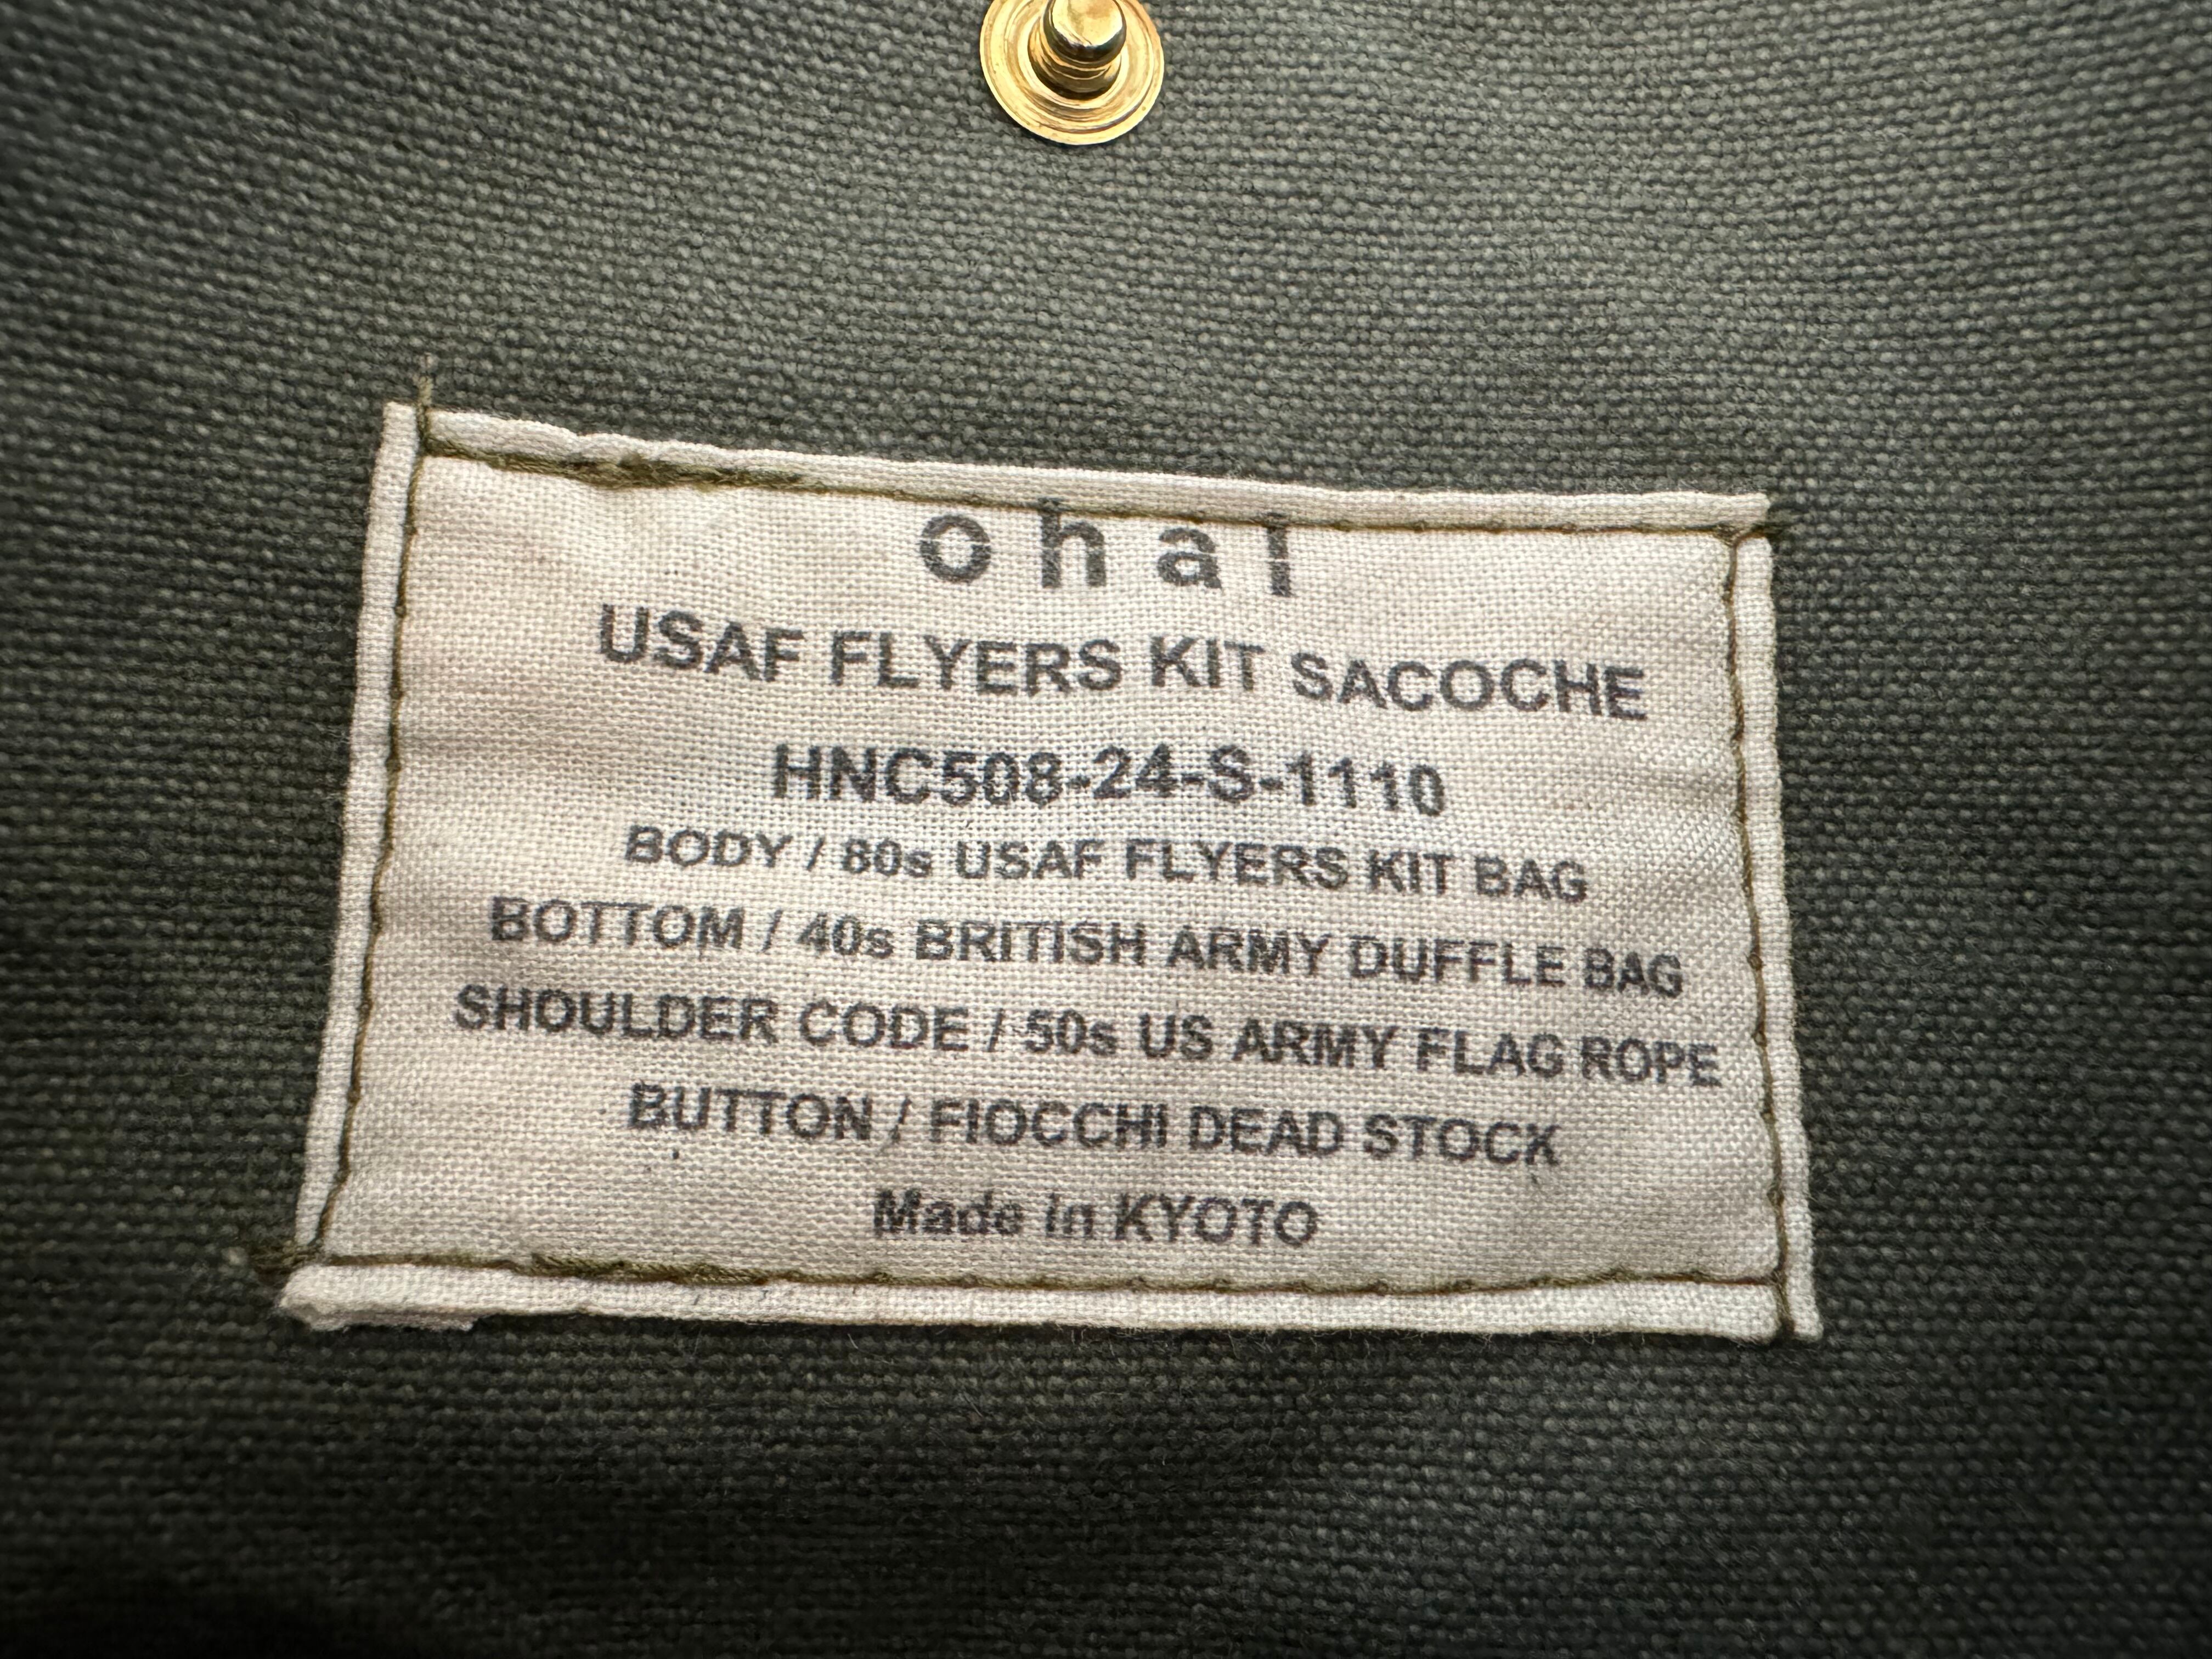 ohal
USAF FLYERS KIT SACOCHE
HNC508-24-S-1110
BODY / 80s USAF FLYERS KIT BAG
BOTTOM / 40s BRITISH ARMY DUFFLE BAG
SHOULDER CODE / 50s US ARMY FLAG ROPE
BUTTON / FIOCCHI DEAD STOCK
Made in KYOTO